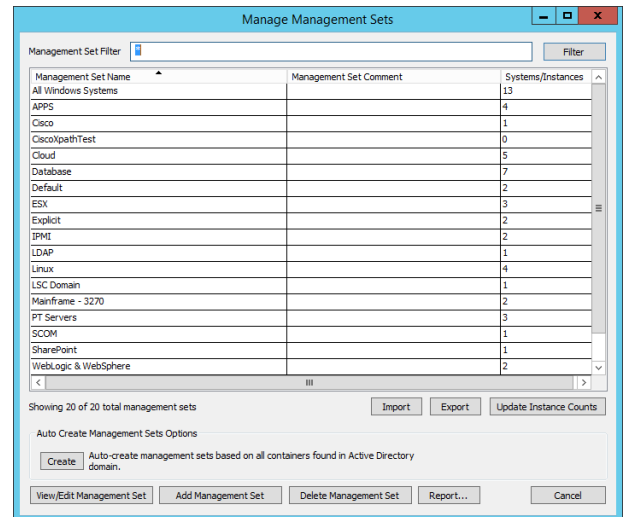 Manage Management Sets
Management Set Filter * Filter
Management Set Name Management Set Comment Systems/Instances
All Windows Systems 13
APPS 4
Cisco 1
CiscoXpathTest 0
Cloud 5
Database 7
Default 2
ESX 3
Explicit 2
IPMI 2
LDAP 1
Linux 4
LSC Domain 1
Mainframe - 3270 2
PT Servers 3
SCOM 1
SharePoint 1
WebLogic & WebSphere 2
Showing 20 of 20 total management sets Import Export Update Instance Counts
Auto Create Management Sets Options
Create Auto-create management sets based on all containers found in Active Directory
domain.
View/Edit Management Set Add Management Set Delete Management Set Report... Cancel